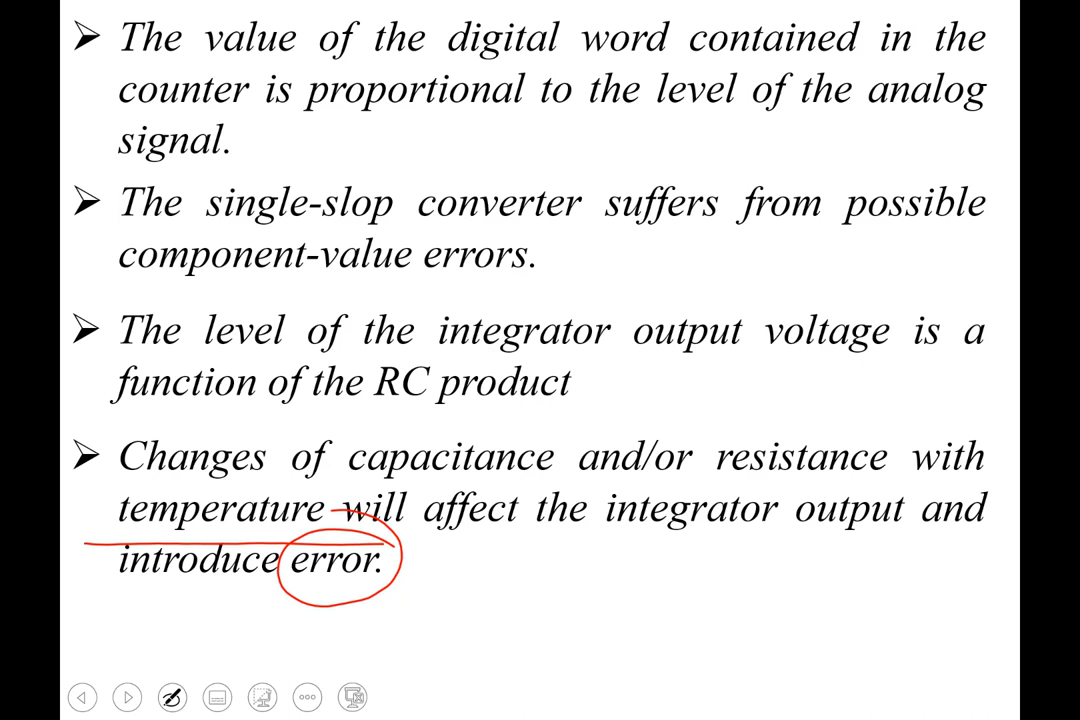 ➢ The value of the digital word contained in the
counter is proportional to the level of the analog
signal.
➢ The single-slop converter suffers from possible
component-value errors.
➢ The level of the integrator output voltage is a
function of the RC product
➢ Changes of capacitance and/or resistance with
temperature will affect the integrator output and
introduce error.